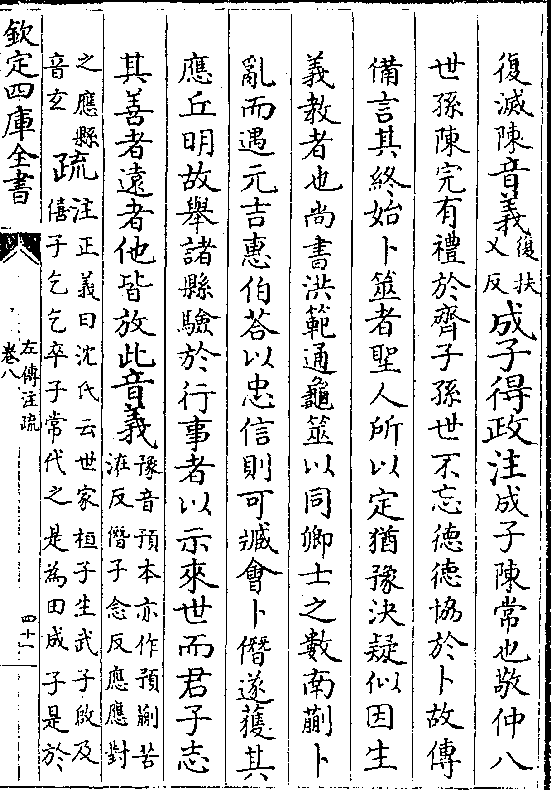 復滅陳音義復扶又反成子得政注成子陳常也敬仲八
世孫陳完有禮於齊子孫世不忘德德協於卜故傳
備言其終始卜筮者聖人所以定猶豫決疑似因生
義教者也尚書洪範通龜筮以同卿士之數南蒯卜
亂而遇元吉惠伯荅以忠信則可臧會卜僭遂獲其
應丘明故舉諸縣驗於行事者以示來世而君子志
其善者遠者他皆放此音義豫音預本亦作預蒯苦淮反僭子念反應應對
之應縣音玄疏注正義曰沈氏云世家桓子生武子啟及僖子乞乞卒子常代之是為田成子是於
欽定四庫全書
左傳注疏
卷八
四十一